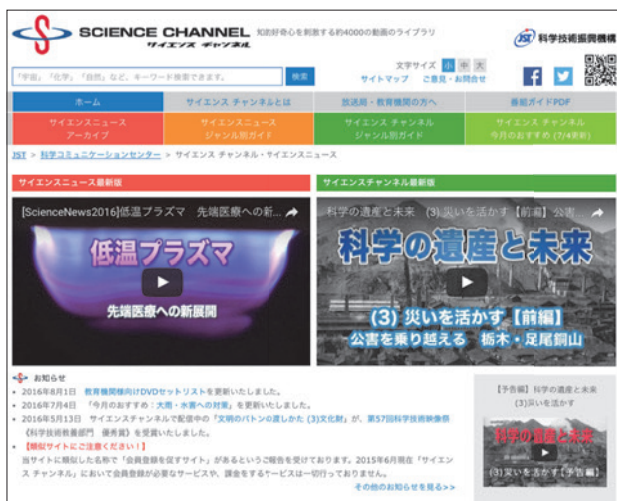 SCIENCE CHANNEL
サイエンス チャンネル
知的好奇心を刺激する約4000の動画のライブラリ
JST 科学技術振興機構
文字サイズ 小 中 大
「宇宙」「化学」「自然」など、キーワード検索できます。 検索
サイトマップ ご意見・お問合せ
ホーム サイエンス チャンネルとは 放送局・教育機関の方へ 番組ガイドPDF
サイエンスニュース
アーカイブ
サイエンスニュース
ジャンル別ガイド
サイエンス チャンネル
ジャンル別ガイド
サイエンス チャンネル
今月のおすすめ (7/4更新)
JST > 科学コミュニケーションセンター > サイエンス チャンネル・サイエンスニュース
サイエンスニュース最新版
[ScienceNews2016]低温プラズマ 先端医療への新...
低温プラズマ
先端医療への新展開
サイエンスチャンネル最新版
科学の遺産と未来 (3)災いを活かす【前編】公害...
科学の遺産と未来
(3) 災いを活かす【前編】
公害を乗り越える 栃木・足尾銅山
お知らせ
・ 2016年8月1日 教育機関様向けDVDセットリストを更新いたしました。
・ 2016年7月4日 「今月のおすすめ：大雨・水害への対策」を更新いたしました。
・ 2016年5月13日 サイエンスチャンネルで配信中の「文明のバトンの渡しかた (3)文化財」が、第57回科学技術映像祭
《科学技術教養部門 優秀賞》を受賞いたしました。
・ 【類似サイトにご注意ください！】
当サイトに類似した名称で「会員登録を促すサイト」があるというご報告を受けております。2015年6月現在「サイエン
ス チャンネル」において会員登録が必要なサービスや、課金をするサービスは一切行っておりません。
その他のお知らせを見る>>
【予告編】科学の遺産と未来
(3)災いを活かす
科学の遺産と未来
(3)災いを活かす【予告編】